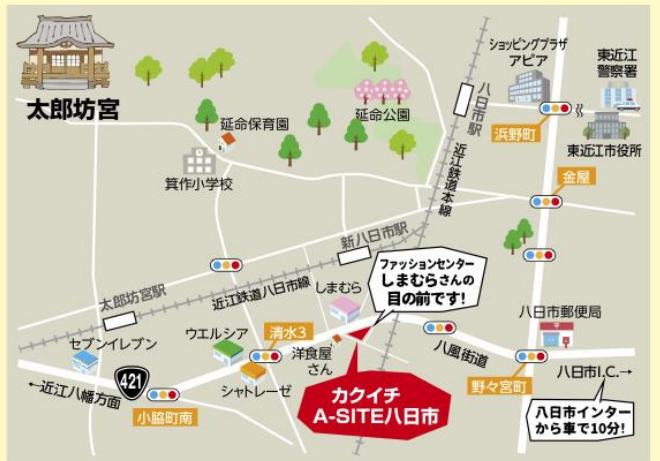 ショッピングプラザ
アピア
東近江
警察署
太郎坊宮
延命保育園
延命公園
八日市駅
浜野町
東近江市役所
箕作小学校
近江鉄道本線
金屋
新八日市駅
ファッションセンター
しまむらさんの
目の前です!
太郎坊宮駅
近江鉄道八日市線
しまむら
八日市郵便局
セブンイレブン
ウエルシア
清水3
洋食屋
さん
八風街道
421
シャトレーゼ
カクイチ
A-SITE八日市
野々宮町
八日市I.C.→
←近江八幡方面
小脇町南
八日市インター
から車で10分!